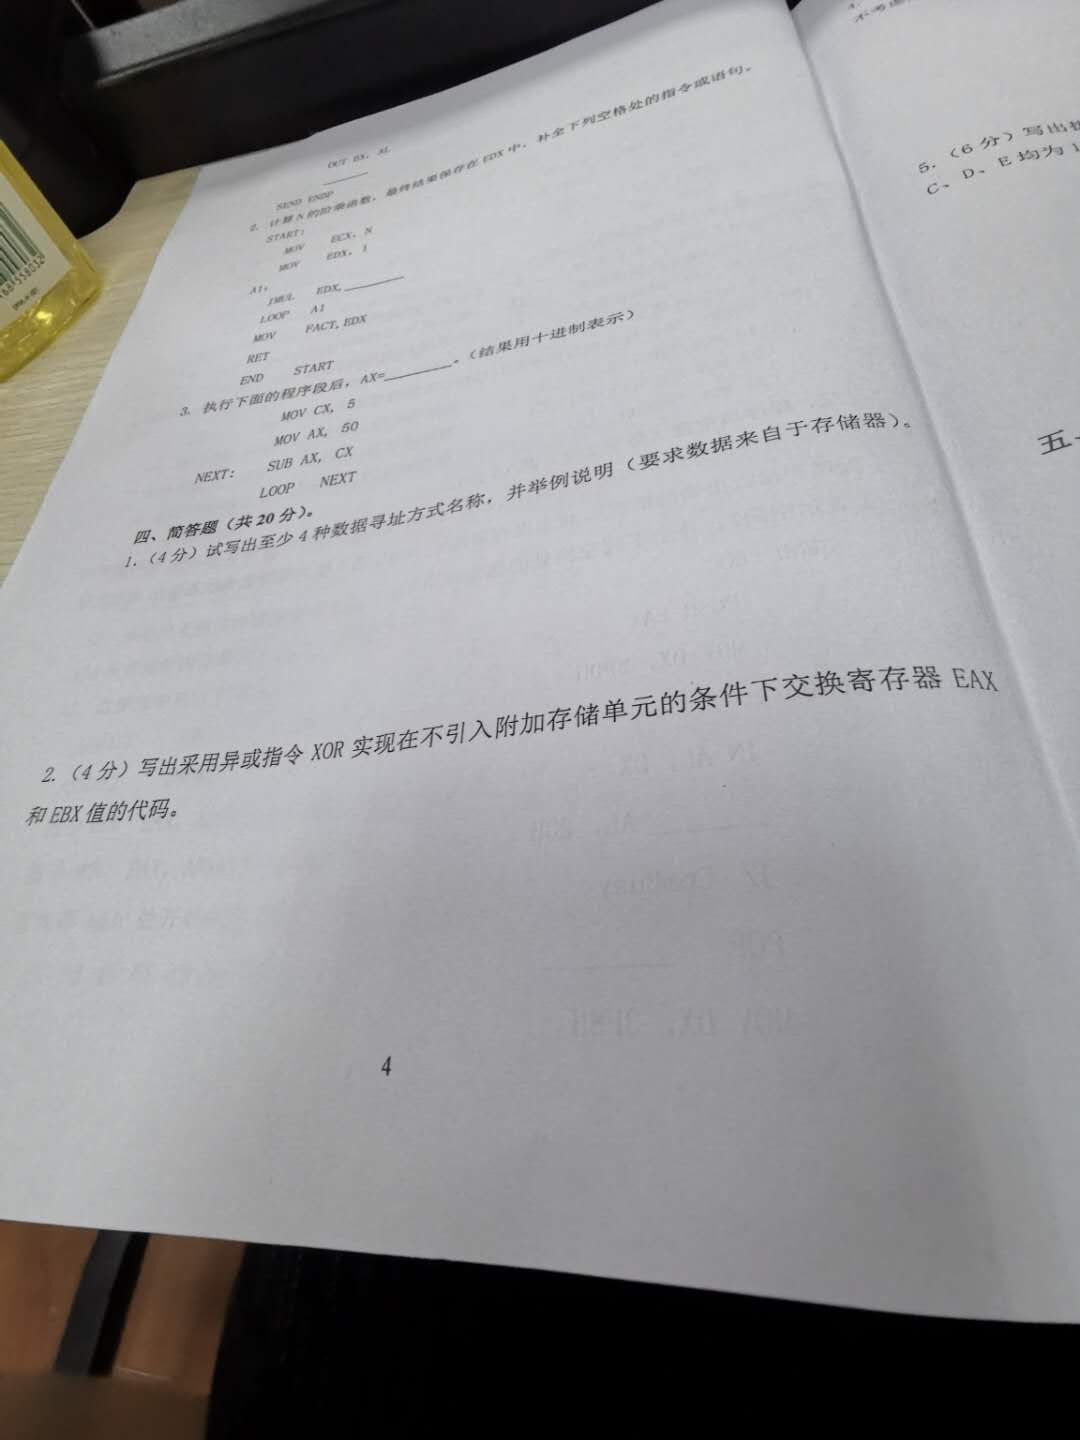 OUT DX, AL
SEND ENDP
2. 计算 N 的阶乘函数, 最终结果保存在 EDX 中, 补全下列空格处的指令或语句。
START:
MOV ECX, N
MOV EDX, 1
A1:
IMUL EDX,________
LOOP A1
MOV FACT, EDX
RET
END START
3. 执行下面的程序段后, AX=________。(结果用十进制表示)
MOV CX, 5
MOV AX, 50
NEXT: SUB AX, CX
LOOP NEXT
四、简答题(共 20 分)。
1.(4 分)试写出至少 4 种数据寻址方式名称, 并举例说明(要求数据来自于存储器)。
2.(4 分)写出采用异或指令 XOR 实现在不引入附加存储单元的条件下交换寄存器 EAX
和 EBX 值的代码。
4
不考虑
5.(6 分)写出
C、D、E 均为
五